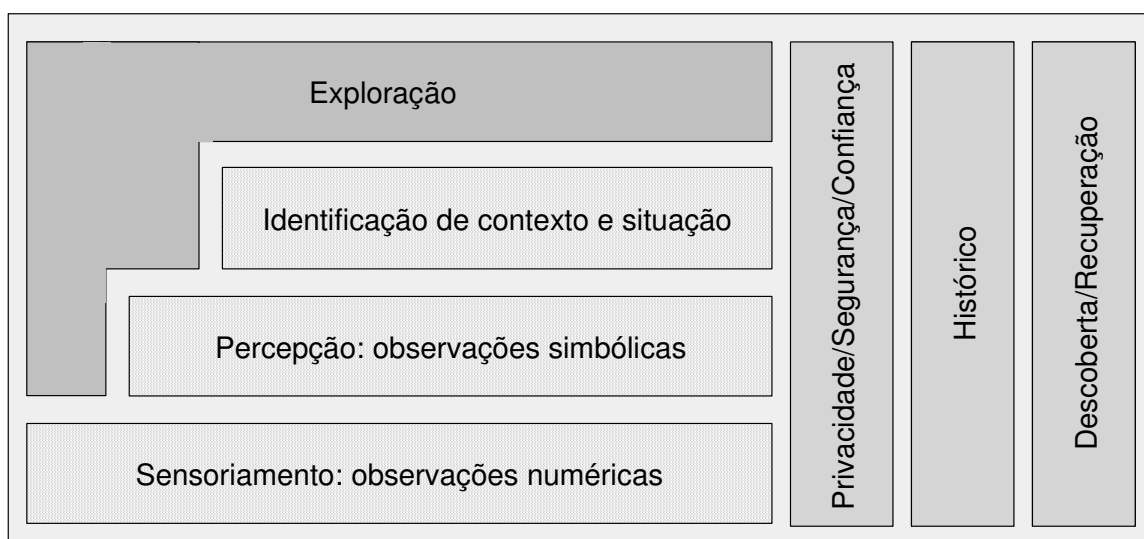 Exploração
Identificação de contexto e situação
Percepção: observações simbólicas
Sensoriamento: observações numéricas
Privacidade/Segurança/Confiança
Histórico
Descoberta/Recuperação